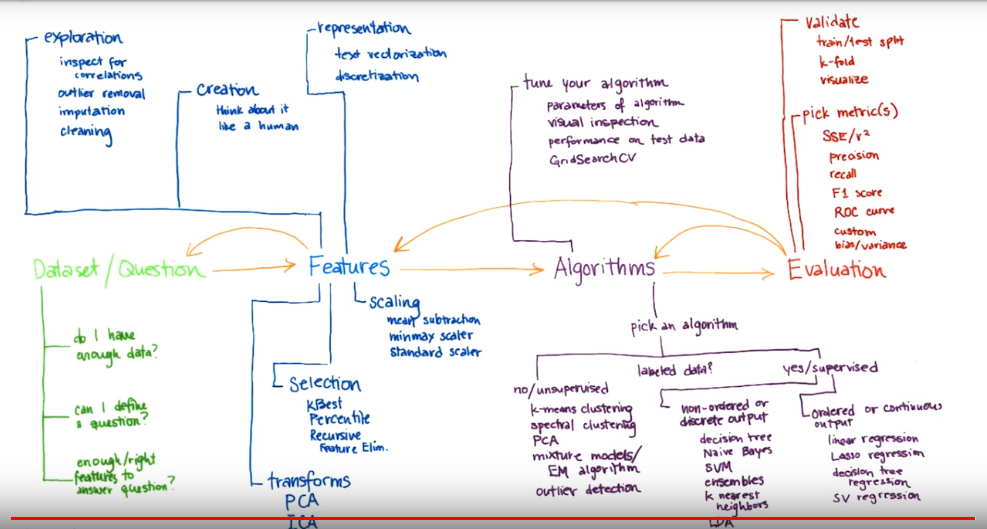 exploration
inspect for
correlations
outlier removal
imputation
cleaning
creation
think about it
like a human
representation
text vectorization
discretization
tune your algorithm
parameters of algorithm
visual inspection
performance on test data
GridSearchCV
validate
train/test split
k-fold
visualize
pick metric(s)
SSE/r²
precision
recall
F1 score
ROC curve
custom
bias/variance
Dataset/Question
Features
Algorithms
Evaluation
do I have
enough data?
can I define
a question?
enough/right
features to
answer question?
scaling
mean subtraction
minmax scaler
standard scaler
selection
KBest
Percentile
Recursive
Feature Elim.
transforms
PCA
ICA
pick an algorithm
labeled data?
no/unsupervised
k-means clustering
spectral clustering
PCA
mixture models/
EM algorithm
outlier detection
yes/supervised
non-ordered or
discrete output
decision tree
Naive Bayes
SVM
ensembles
k nearest
neighbors
LDA
ordered or continuous
output
linear regression
Lasso regression
decision tree
regression
SV regression